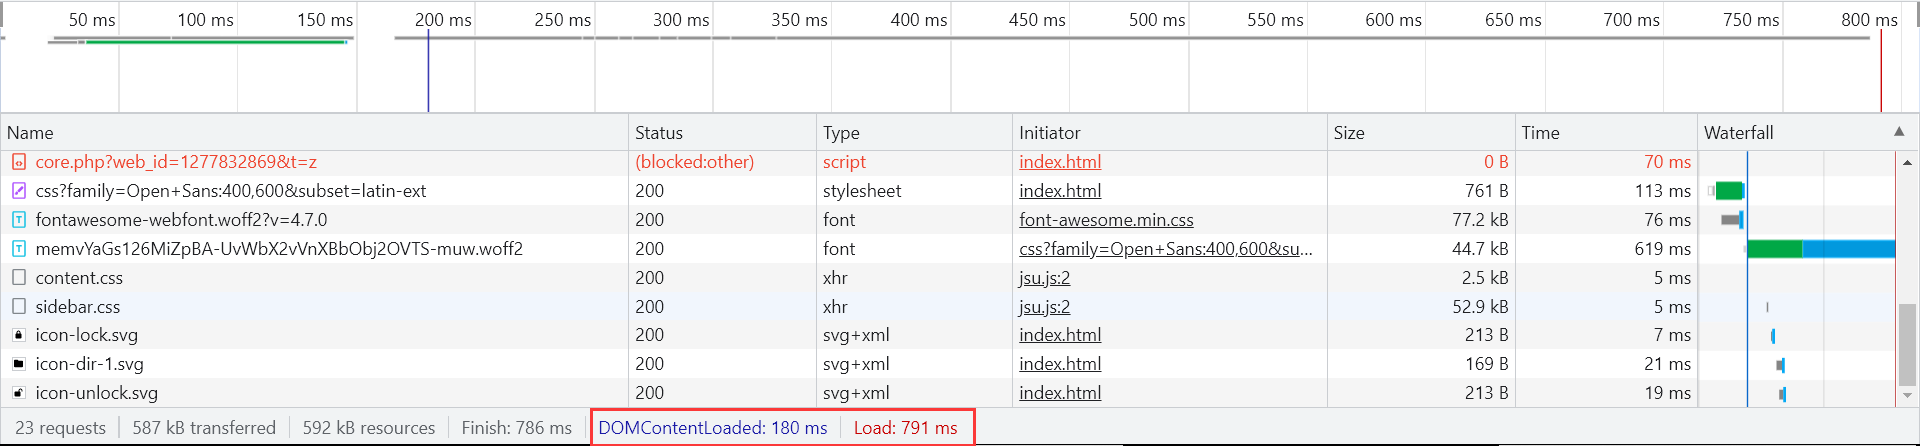 50 ms 100 ms 150 ms 200 ms 250 ms 300 ms 350 ms 400 ms 450 ms 500 ms 550 ms 600 ms 650 ms 700 ms 750 ms 800 ms
Name Status Type Initiator Size Time Waterfall
core.php?web_id=1277832869&t=z (blocked:other) script index.html 0 B 70 ms
css?family=Open+Sans:400,600&subset=latin-ext 200 stylesheet index.html 761 B 113 ms
fontawesome-webfont.woff2?v=4.7.0 200 font font-awesome.min.css 77.2 kB 76 ms
memvYaGs126MiZpBA-UvWbX2vVnXBbObj2OVTS-muw.woff2 200 font css?family=Open+Sans:400,600&su... 44.7 kB 619 ms
content.css 200 xhr jsu.js:2 2.5 kB 5 ms
sidebar.css 200 xhr jsu.js:2 52.9 kB 5 ms
icon-lock.svg 200 svg+xml index.html 213 B 7 ms
icon-dir-1.svg 200 svg+xml index.html 169 B 21 ms
icon-unlock.svg 200 svg+xml index.html 213 B 19 ms
23 requests 587 kB transferred 592 kB resources Finish: 786 ms DOMContentLoaded: 180 ms Load: 791 ms